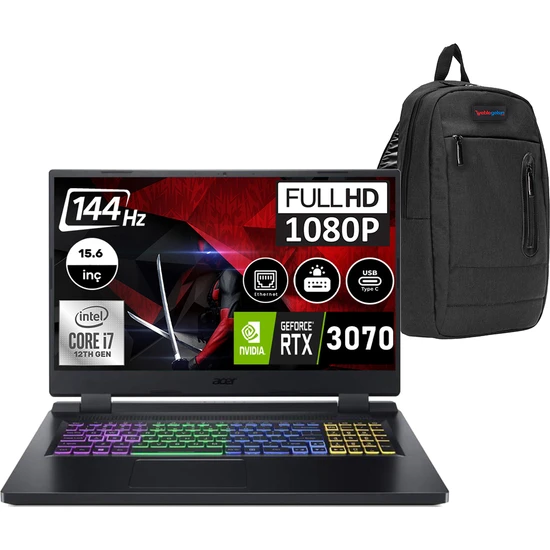 144Hz
FULL HD
1080P
15.6
inç
Ethernet
USB
Type C
intel
CORE i7
12TH GEN
NVIDIA
GEFORCE
RTX
3070
acer